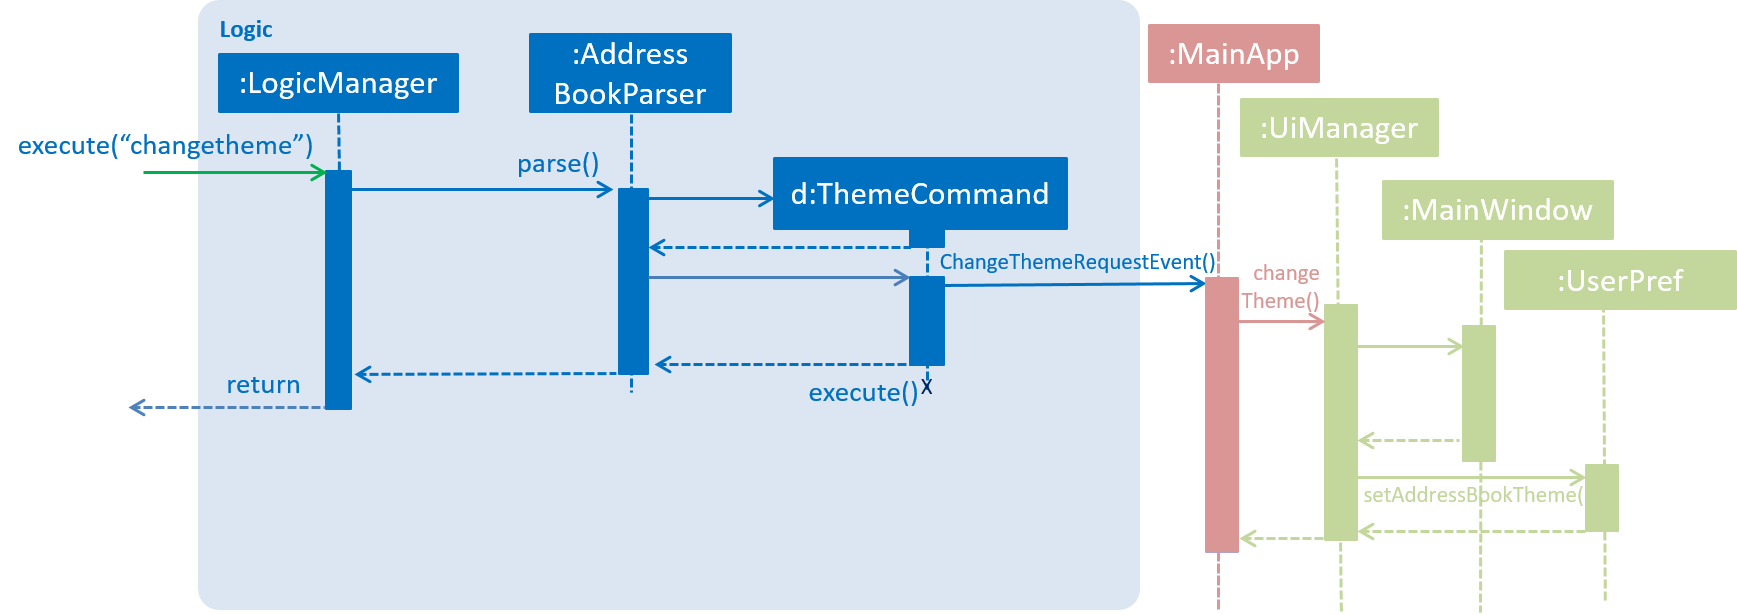 Logic
:LogicManager
:Address
BookParser
:MainApp
:UiManager
execute(“changetheme”)
parse()
d:ThemeCommand
:MainWindow
ChangeThemeRequestEvent()
change
Theme()
:UserPref
return
execute()
X
setAddressBookTheme(